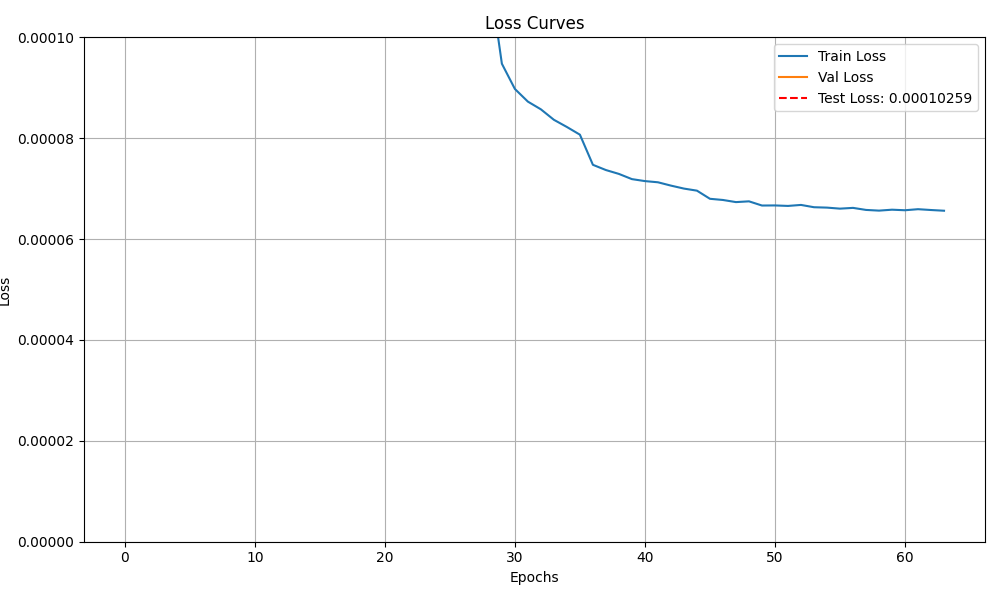 Loss Curves
Train Loss
Val Loss
Test Loss: 0.00010259
0.00010
0.00008
0.00006
0.00004
0.00002
0.00000
Loss
0 10 20 30 40 50 60
Epochs